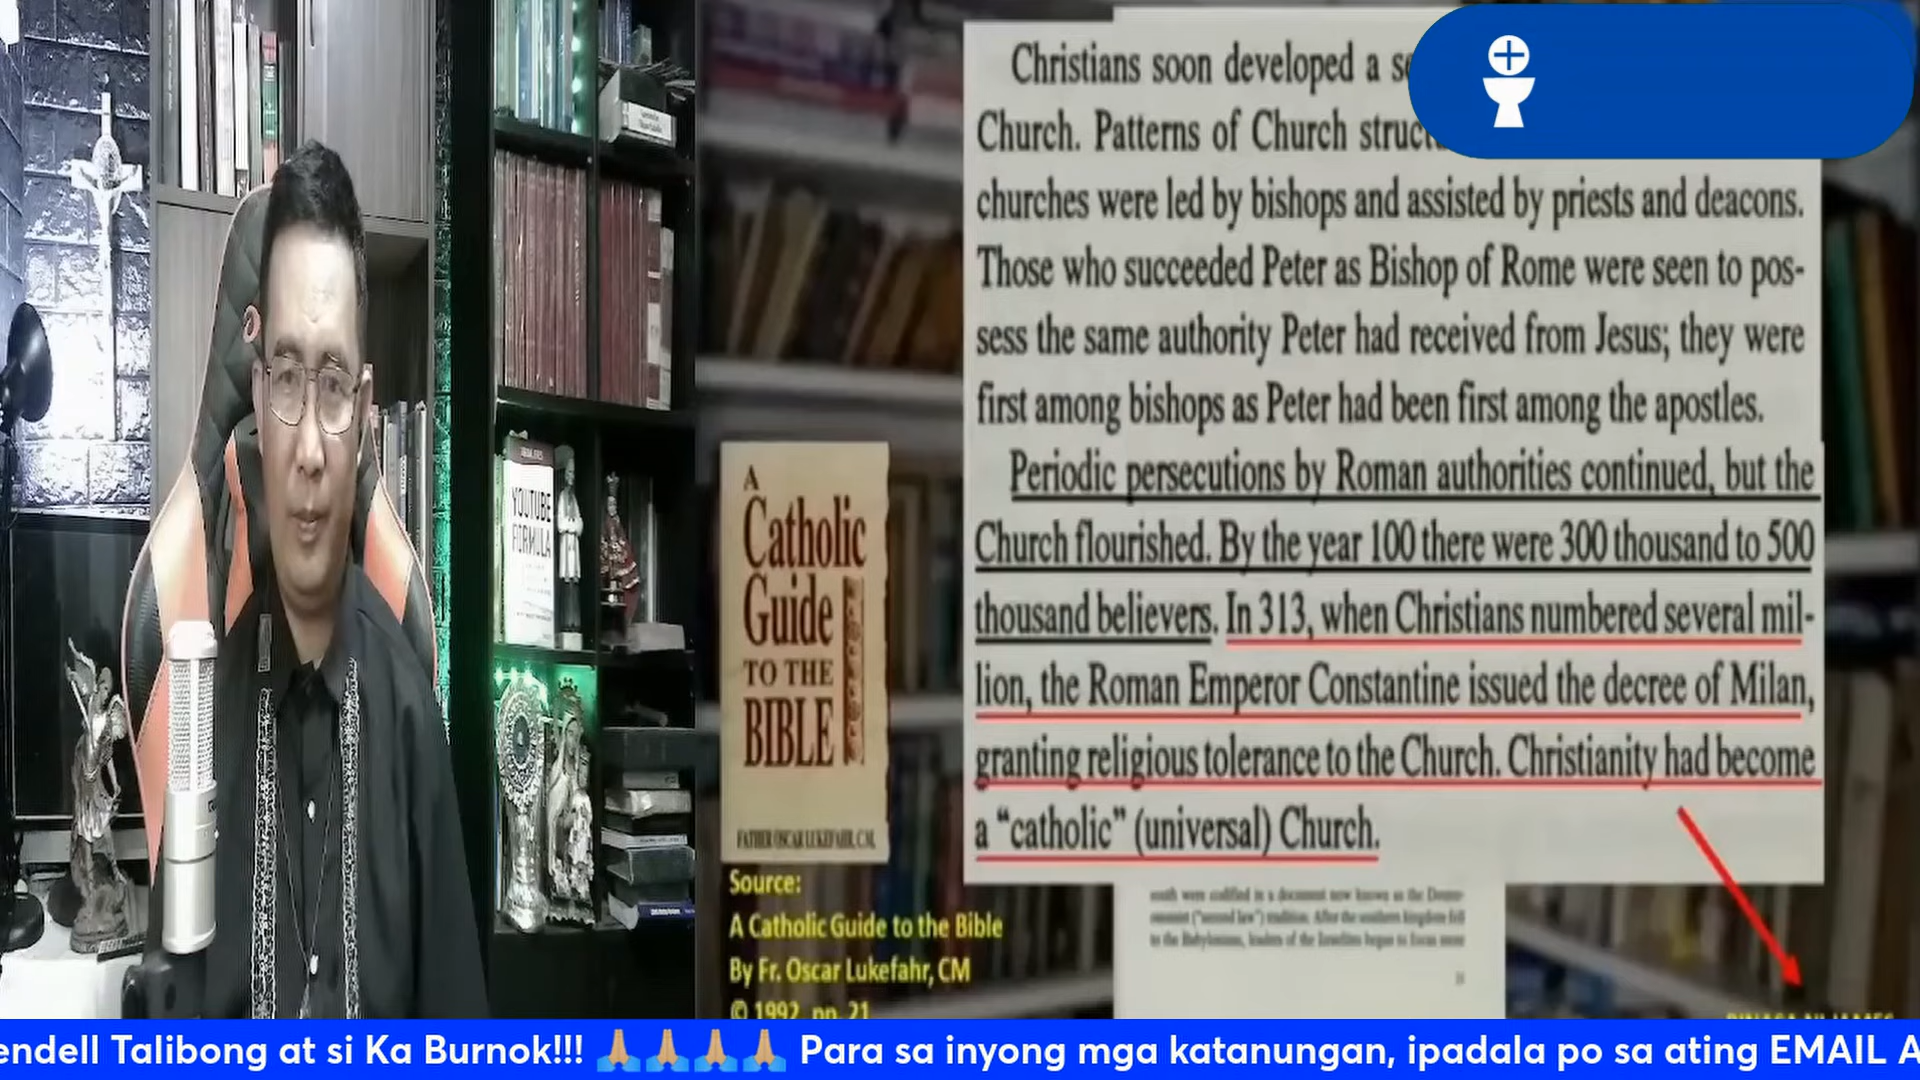 Christians soon developed a se
Church. Patterns of Church struct
churches were led by bishops and assisted by priests and deacons.
Those who succeeded Peter as Bishop of Rome were seen to pos-
sess the same authority Peter had received from Jesus; they were
first among bishops as Peter had been first among the apostles.
Periodic persecutions by Roman authorities continued, but the
Church flourished. By the year 100 there were 300 thousand to 500
thousand believers. In 313, when Christians numbered several mil-
lion, the Roman Emperor Constantine issued the decree of Milan,
granting religious tolerance to the Church. Christianity had become
a “catholic” (universal) Church.
A
Catholic
Guide
TO THE
BIBLE
FATHER OSCAR LUKEFAHR, C.M.
Source:
A Catholic Guide to the Bible
By Fr. Oscar Lukefahr, CM
© 1992, pp. 21
YOUTUBE
FORMULA
endell Talibong at si Ka Burnok!!! 🙏🏼🙏🏼🙏🏼🙏🏼 Para sa inyong mga katanungan, ipadala po sa ating EMAIL A